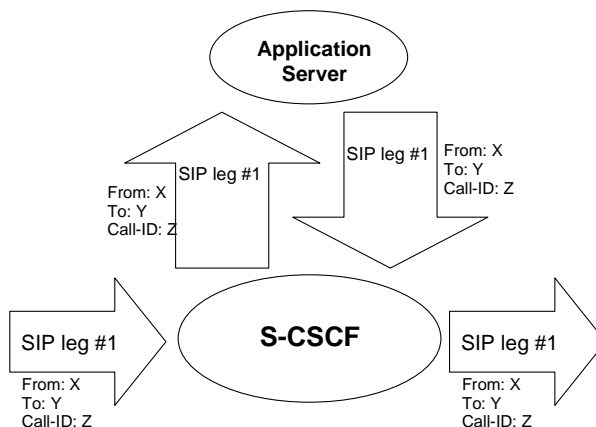 Application
Server
SIP leg #1
From: X
To: Y
Call-ID: Z
SIP leg #1
From: X
To: Y
Call-ID: Z
SIP leg #1
From: X
To: Y
Call-ID: Z
S-CSCF
SIP leg #1
From: X
To: Y
Call-ID: Z